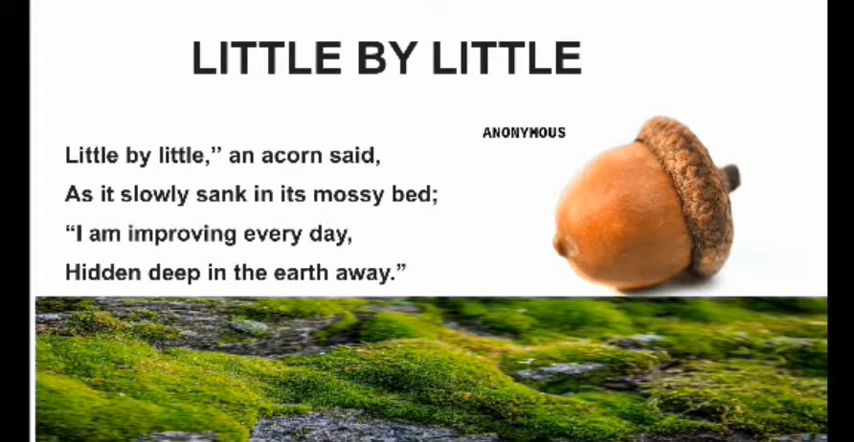 LITTLE BY LITTLE
ANONYMOUS
Little by little,” an acorn said,
As it slowly sank in its mossy bed;
“I am improving every day,
Hidden deep in the earth away.”